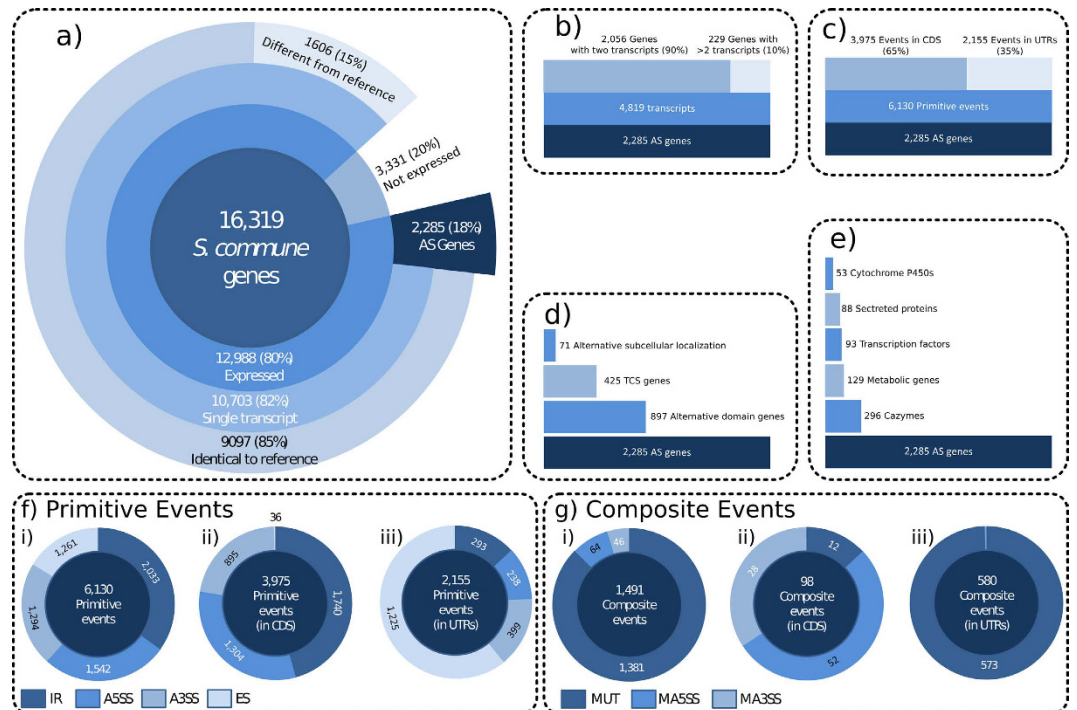 a)
1606 (15%)
Different from reference
3,331 (20%)
Not expressed
16,319
S. commune
genes
2,285 (18%)
AS Genes
12,988 (80%)
Expressed
10,703 (82%)
Single transcript
9097 (85%)
Identical to reference
b)
2,056 Genes
with two transcripts (90%)
229 Genes with
>2 transcripts (10%)
4,819 transcripts
2,285 AS genes
c)
3,975 Events in CDS
(65%)
2,155 Events in UTRs
(35%)
6,130 Primitive events
2,285 AS genes
d)
71 Alternative subcellular localization
425 TCS genes
897 Alternative domain genes
2,285 AS genes
e)
53 Cytochrome P450s
88 Sectreted proteins
93 Transcription factors
129 Metabolic genes
296 Cazymes
2,285 AS genes
f) Primitive Events
i)
1,261
2,033
6,130
Primitive
events
1,294
1,542
ii)
36
895
3,975
Primitive
events
(in CDS)
1,740
1,304
iii)
293
238
2,155
Primitive
events
(in UTRs)
399
1,225
IR
A5SS
A3SS
ES
g) Composite Events
i)
64
46
1,491
Composite
events
1,381
ii)
12
28
98
Composite
events
(in CDS)
52
iii)
580
Composite
events
(in UTRs)
573
MUT
MA5SS
MA3SS